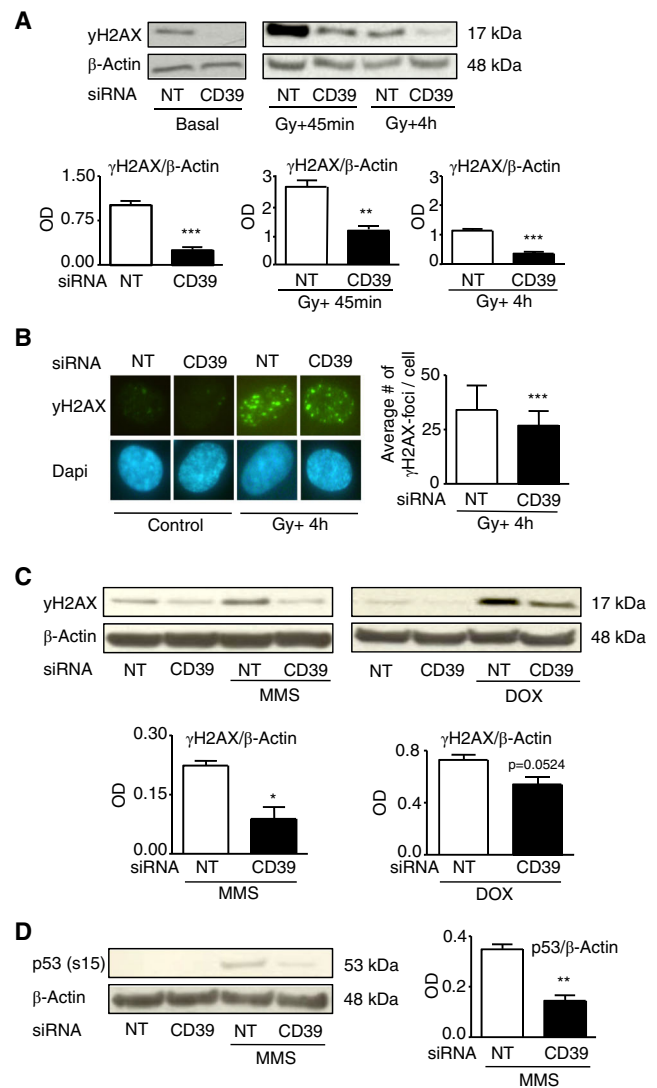 A
yH2AX
17 kDa
β-Actin
48 kDa
siRNA NT CD39 NT CD39 NT CD39
Basal Gy+45min Gy+4h
γH2AX/β-Actin
1.50
0.75
0.00
OD
***
siRNA NT CD39
γH2AX/β-Actin
3
2
1
0
OD
**
NT CD39
Gy+ 45min
γH2AX/β-Actin
3
2
1
0
OD
***
NT CD39
Gy+ 4h
B
siRNA NT CD39 NT CD39
yH2AX
Dapi
Control Gy+ 4h
Average # of
γH2AX-foci / cell
50
25
0
***
siRNA NT CD39
Gy+ 4h
C
yH2AX
17 kDa
β-Actin
48 kDa
siRNA NT CD39 NT CD39 NT CD39 NT CD39
MMS DOX
γH2AX/β-Actin
0.30
0.15
0.00
OD
*
siRNA NT CD39
MMS
γH2AX/β-Actin
0.8
0.4
0.0
OD
p=0.0524
siRNA NT CD39
DOX
D
p53 (s15)
53 kDa
β-Actin
48 kDa
siRNA NT CD39 NT CD39
MMS
p53/β-Actin
0.4
0.2
0.0
OD
**
siRNA NT CD39
MMS